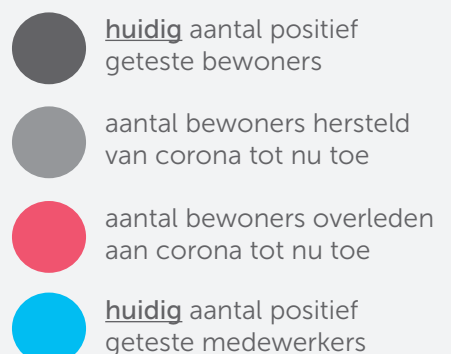 huidig aantal positief
geteste bewoners
aantal bewoners hersteld
van corona tot nu toe
aantal bewoners overleden
aan corona tot nu toe
huidig aantal positief
geteste medewerkers